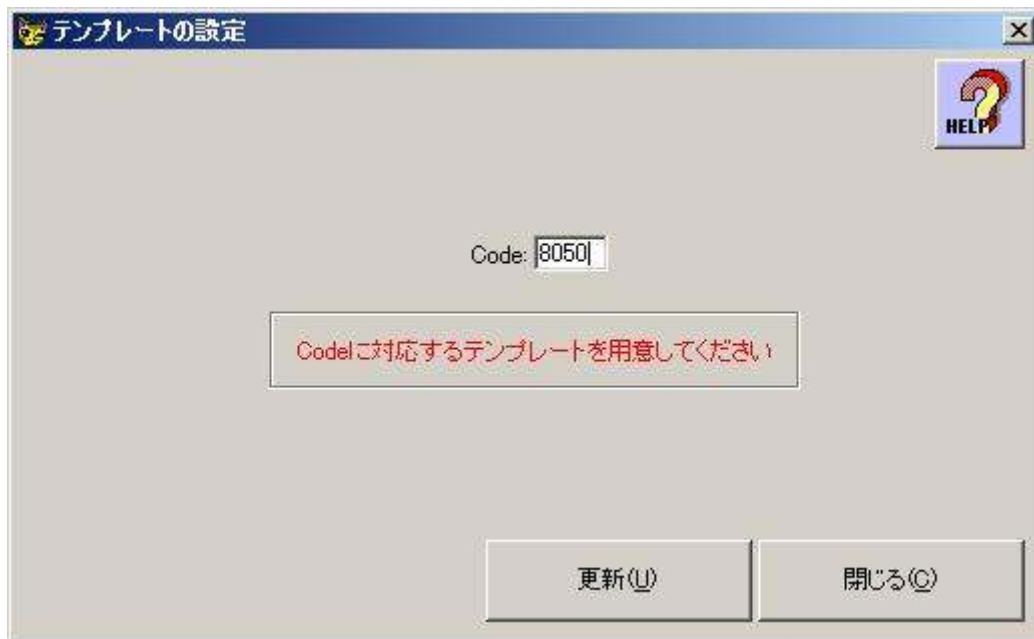 テンプレートの設定
HELP?
Code: 8050
Codeに対応するテンプレートを用意してください
更新(U)
閉じる(C)